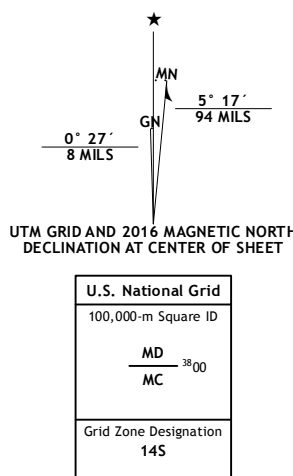 ★
MN
5° 17´
94 MILS
GN
0° 27´
8 MILS
UTM GRID AND 2016 MAGNETIC NORTH
DECLINATION AT CENTER OF SHEET
U.S. National Grid
100,000-m Square ID
MD
3800
MC
Grid Zone Designation
14S